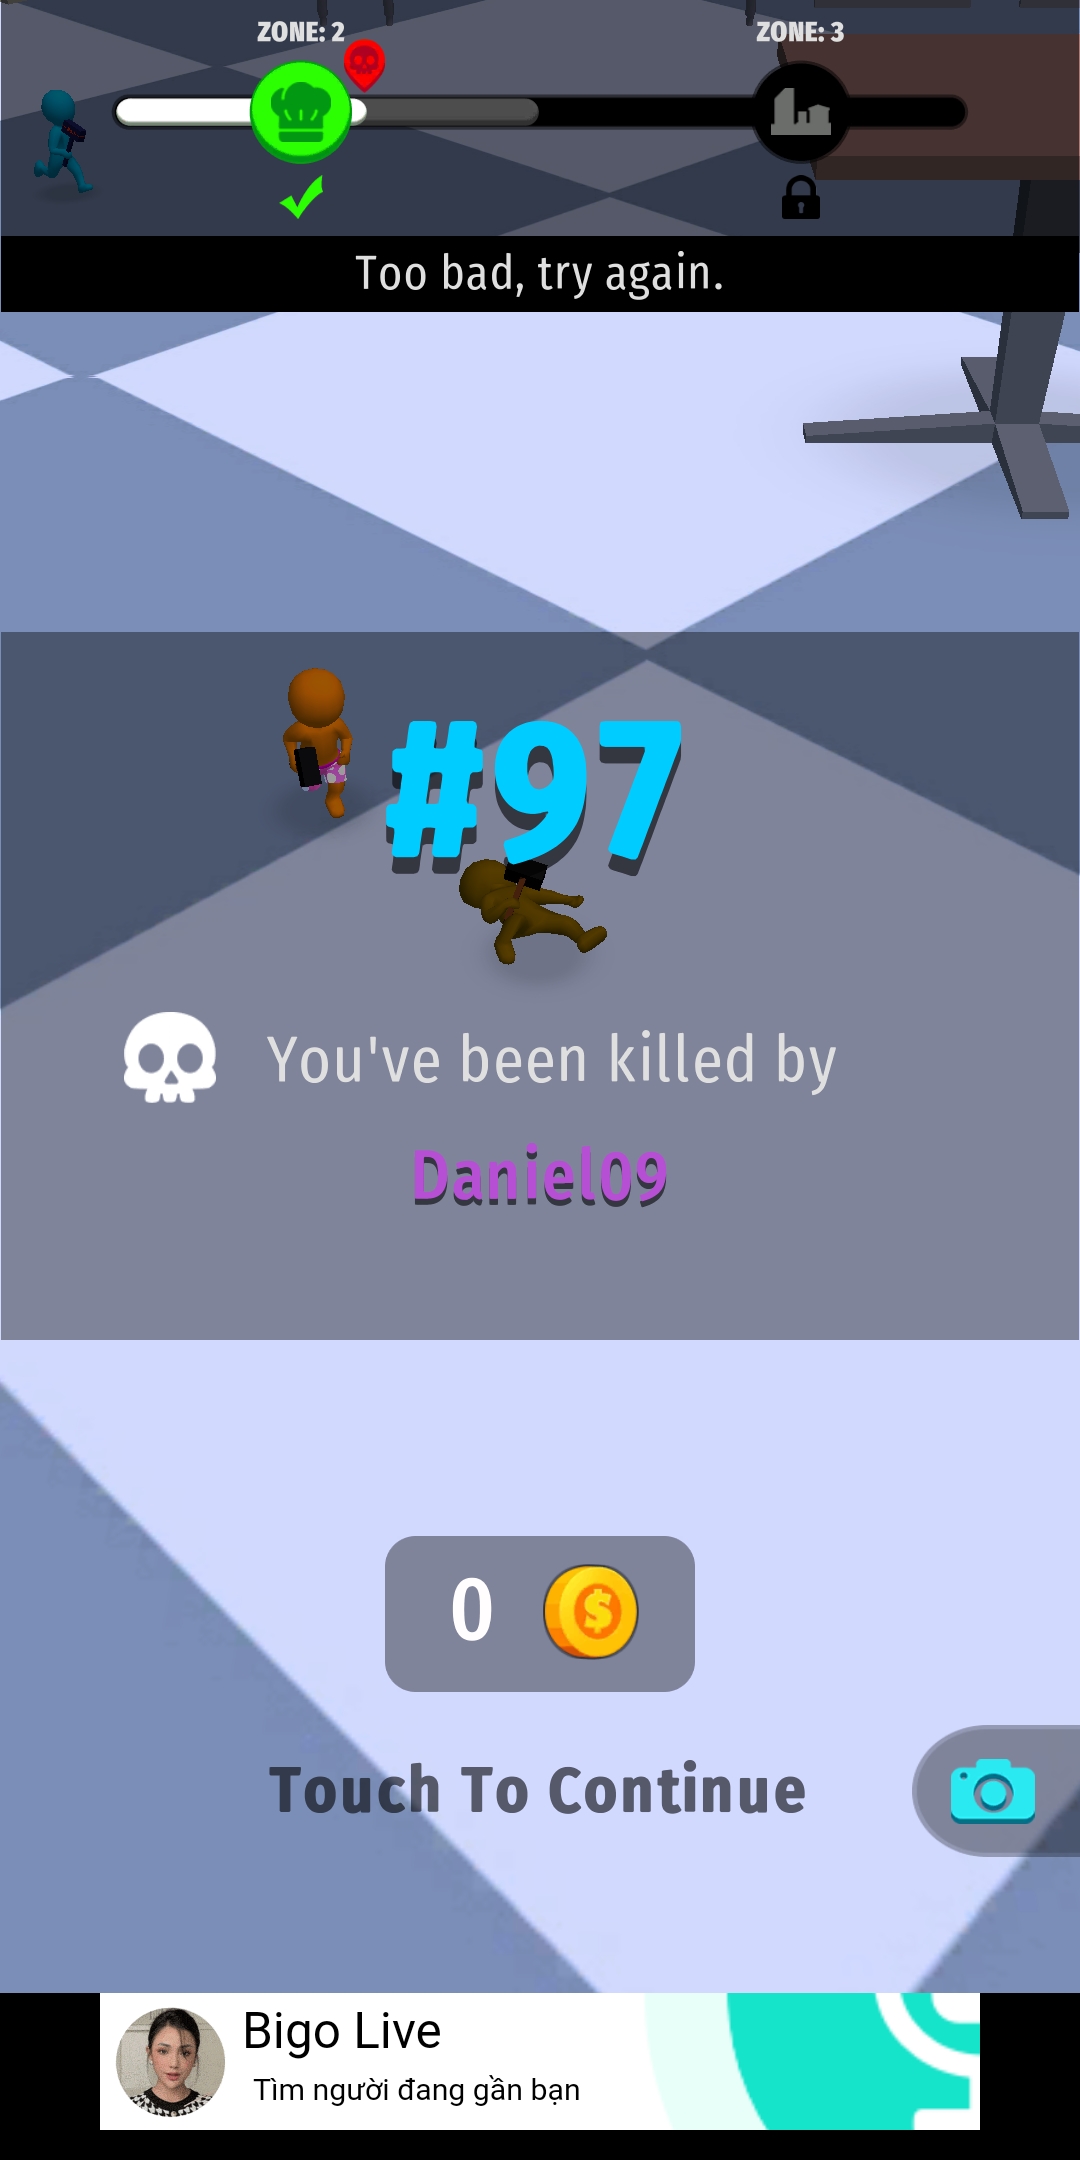 ZONE: 2
ZONE: 3
Too bad, try again.
#97
You've been killed by
Daniel09
0
Touch To Continue
Bigo Live
Tìm người đang gần bạn